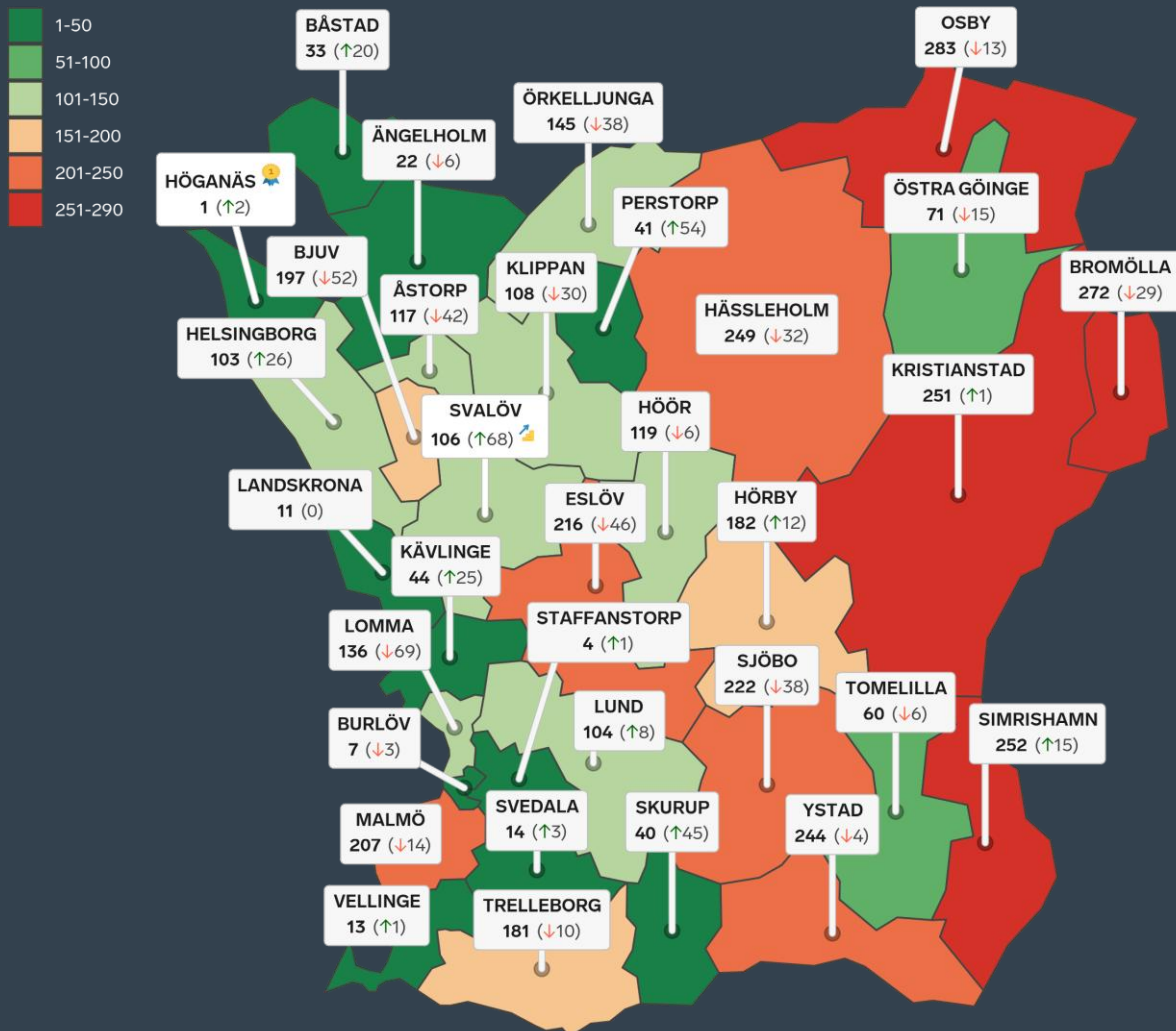 1-50
51-100
101-150
151-200
201-250
251-290
BÅSTAD
33 (↑20)
OSBY
283 (↓13)
ÖRKELLJUNGA
145 (↓38)
ÄNGELHOLM
22 (↓6)
HÖGANÄS
1 (↑2)
ÖSTRA GÖINGE
71 (↓15)
PERSTORP
41 (↑54)
BJUV
197 (↓52)
KLIPPAN
108 (↓30)
BROMÖLLA
272 (↓29)
ÅSTORP
117 (↓42)
HÄSSLEHOLM
249 (↓32)
HELSINGBORG
103 (↑26)
KRISTIANSTAD
251 (↑1)
SVALÖV
106 (↑68)
HÖÖR
119 (↓6)
LANDSKRONA
11 (0)
ESLÖV
216 (↓46)
HÖRBY
182 (↑12)
KÄVLINGE
44 (↑25)
STAFFANSTORP
4 (↑1)
LOMMA
136 (↓69)
SJÖBO
222 (↓38)
TOMELILLA
60 (↓6)
LUND
104 (↑8)
SIMRISHAMN
252 (↑15)
BURLÖV
7 (↓3)
SVEDALA
14 (↑3)
SKURUP
40 (↑45)
YSTAD
244 (↓4)
MALMÖ
207 (↓14)
VELLINGE
13 (↑1)
TRELLEBORG
181 (↓10)